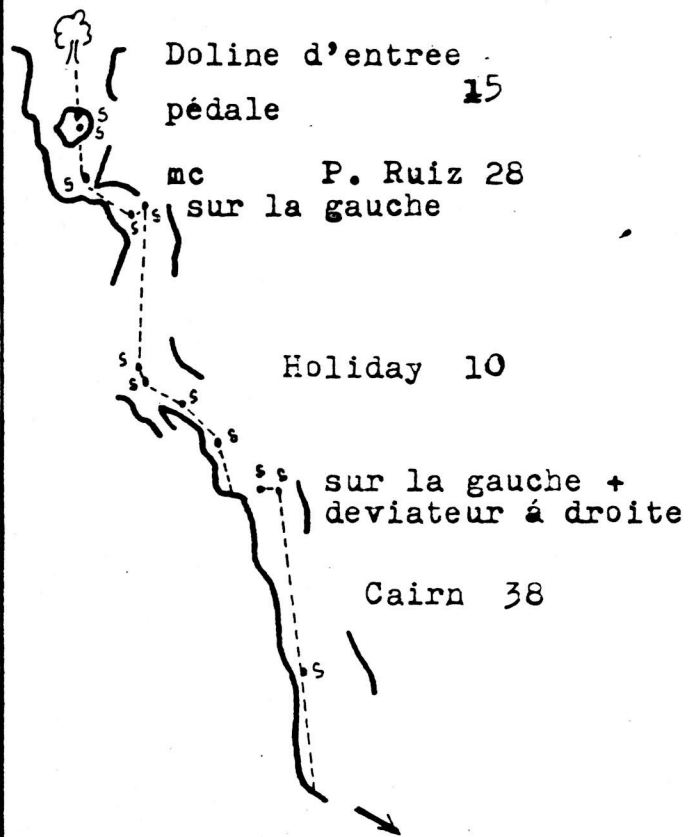 Doline d'entrée
15
pédale
s
s
s
mc P. Ruiz 28
s s sur la gauche
s
Holiday 10
s
s
s
s s
sur la gauche +
deviateur á droite
Cairn 38
s